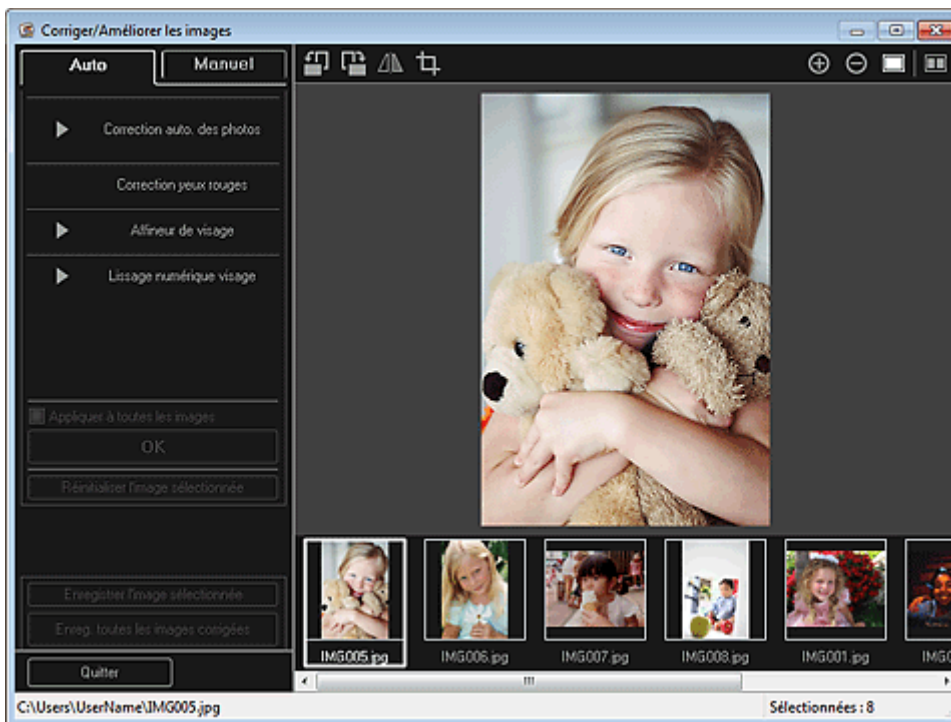 Corriger/Améliorer les images
Auto
Manuel
Correction auto. des photos
Correction yeux rouges
Affineur de visage
Lissage numérique visage
Appliquer à toutes les images
OK
Réinitialiser l'image sélectionnée
Enregistrer l'image sélectionnée
Enreg. toutes les images corrigées
Quitter
IMG005.jpg
IMG006.jpg
IMG007.jpg
IMG008.jpg
IMG001.jpg
IMG0
C:\Users\UserName\IMG005.jpg
Sélectionnées : 8